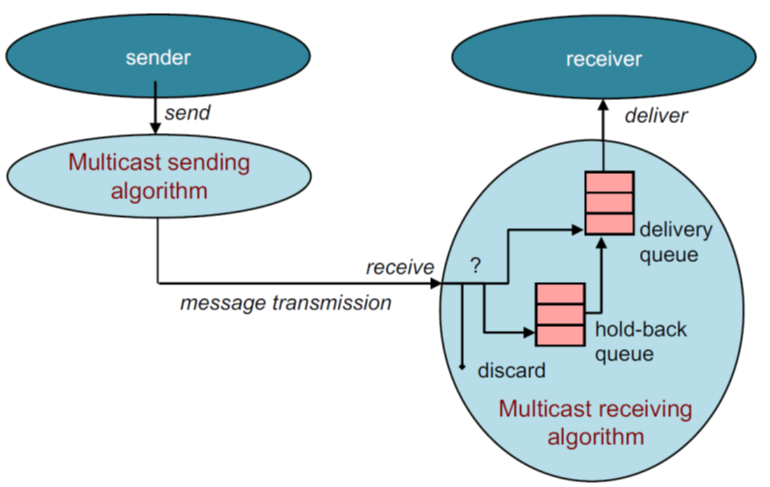 sender
receiver
send
deliver
Multicast sending
algorithm
delivery
queue
receive
?
message transmission
hold-back
queue
discard
Multicast receiving
algorithm